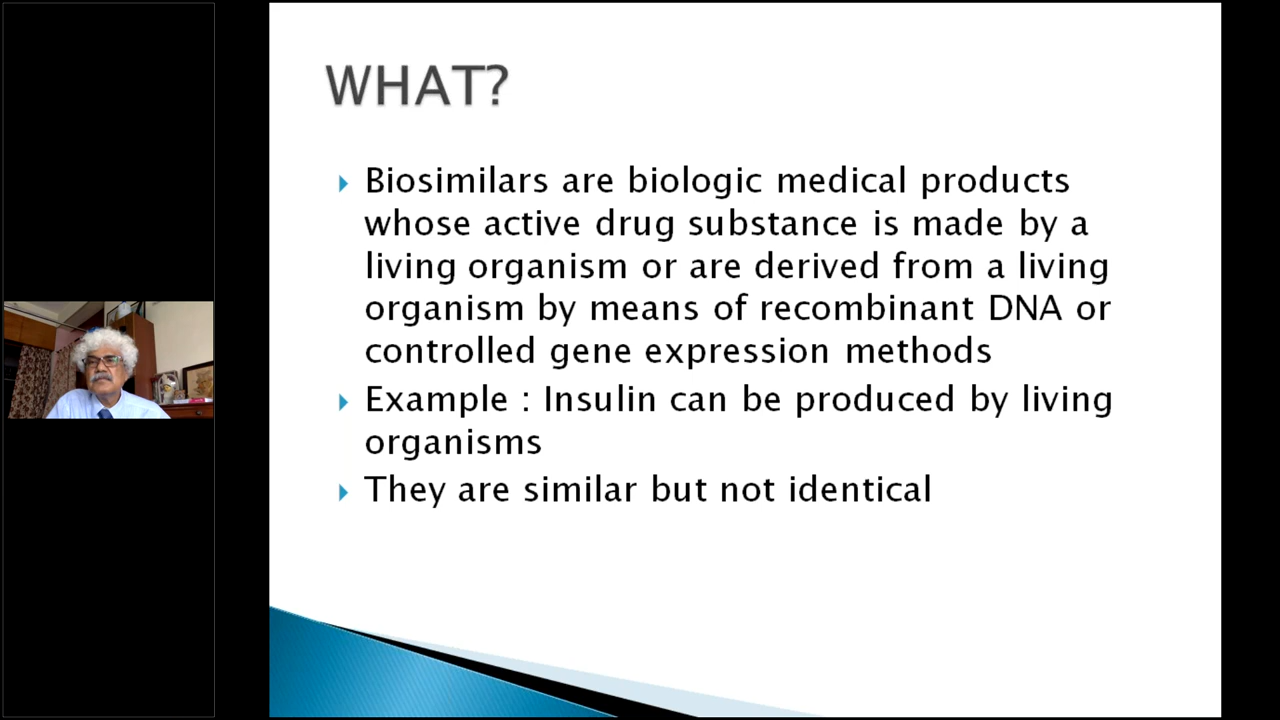 WHAT?
Biosimilars are biologic medical products
whose active drug substance is made by a
living organism or are derived from a living
organism by means of recombinant DNA or
controlled gene expression methods
Example : Insulin can be produced by living
organisms
They are similar but not identical